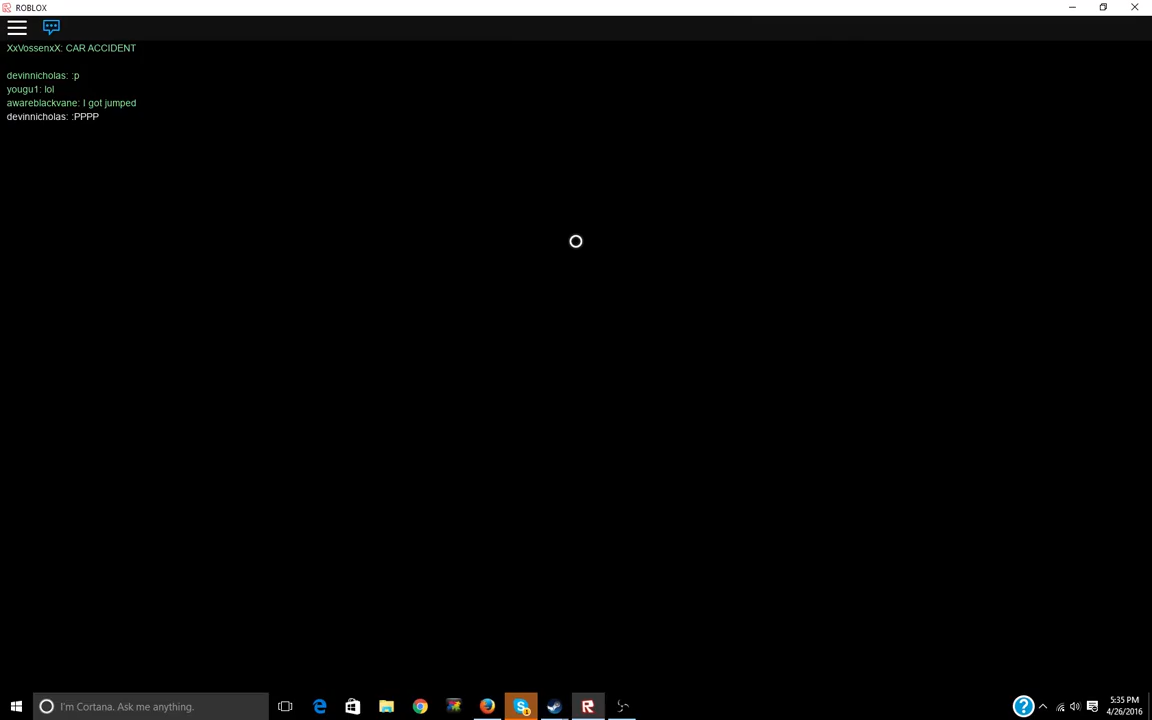 ROBLOX
XxVossenxX: CAR ACCIDENT
devinnicholas: :p
yougu1: lol
awareblackvane: I got jumped
devinnicholas: :PPPP
I'm Cortana. Ask me anything.
5:35 PM
4/26/2016